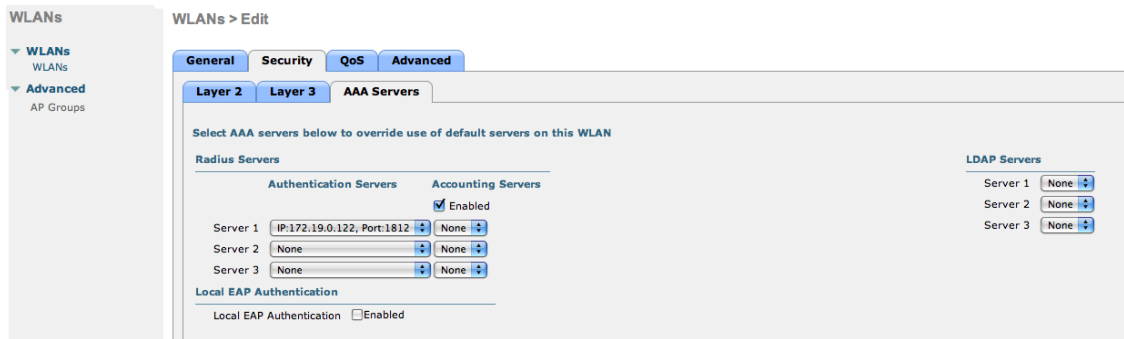 WLANs
WLANs > Edit
WLANs
WLANs
Advanced
AP Groups
General Security QoS Advanced
Layer 2 Layer 3 AAA Servers
Select AAA servers below to override use of default servers on this WLAN
Radius Servers
LDAP Servers
Authentication Servers Accounting Servers
Enabled
Server 1 IP:172.19.0.122, Port:1812 None
Server 2 None None
Server 3 None None
Server 1 None
Server 2 None
Server 3 None
Local EAP Authentication
Local EAP Authentication Enabled